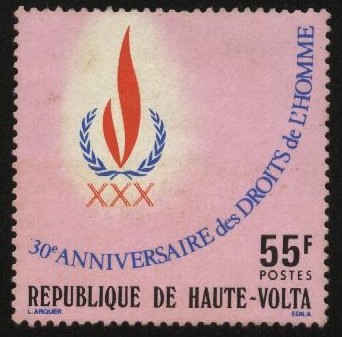 XXX
30e ANNIVERSAIRE des DROITS de L'HOMME
55F
POSTES
REPUBLIQUE DE HAUTE-VOLTA
L. ARQUER
EDILA